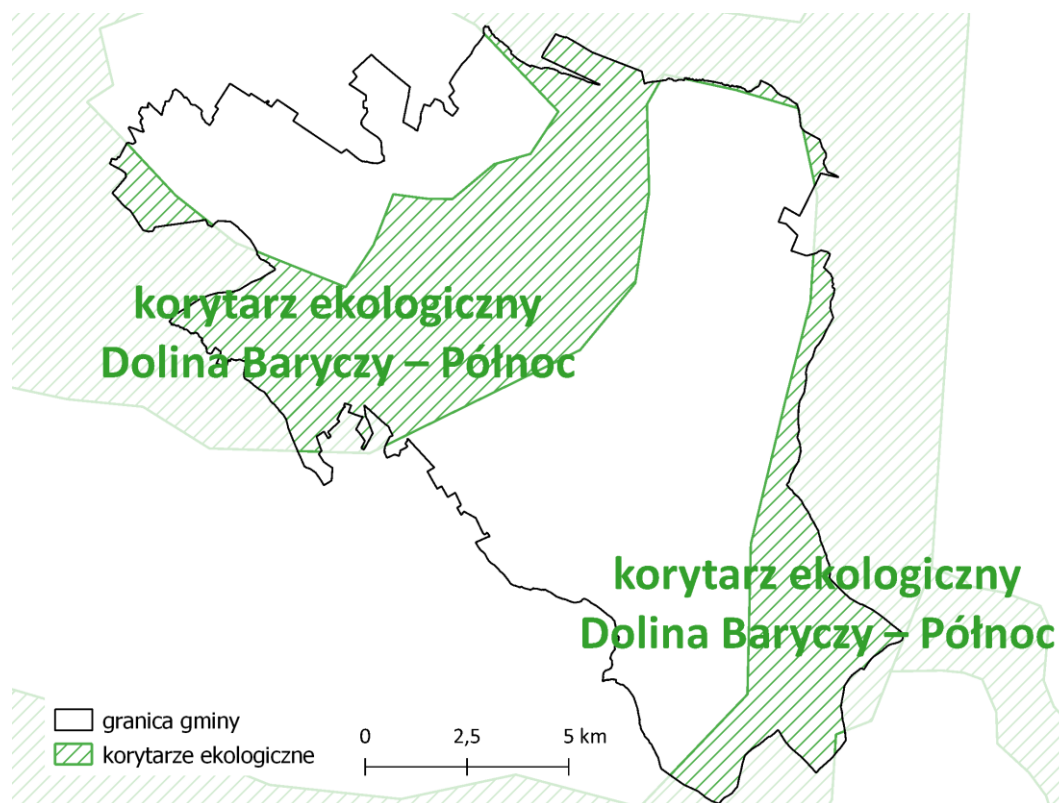 korytarz ekologiczny
Dolina Baryczy – Północ
korytarz ekologiczny
Dolina Baryczy – Północ
granica gminy
korytarze ekologiczne
0 2,5 5 km